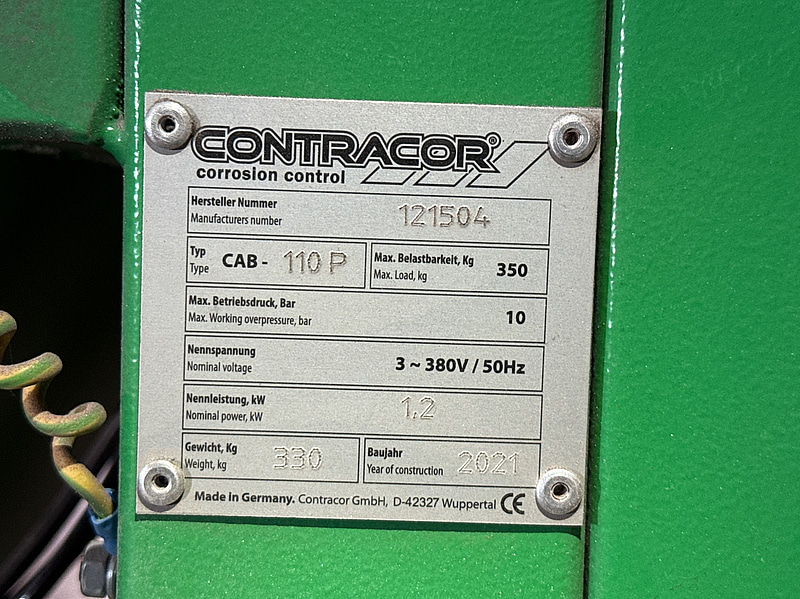 CONTRACOR®
corrosion control
Hersteller Nummer
Manufacturers number 121504
Typ
Type CAB - 110 P
Max. Belastbarkeit, Kg
Max. Load, kg 350
Max. Betriebsdruck, Bar
Max. Working overpressure, bar 10
Nennspannung
Nominal voltage 3 ~ 380V / 50Hz
Nennleistung, kW
Nominal power, kW 1,2
Gewicht, Kg
Weight, kg 330
Baujahr
Year of construction 2021
Made in Germany. Contracor GmbH, D-42327 Wuppertal CE